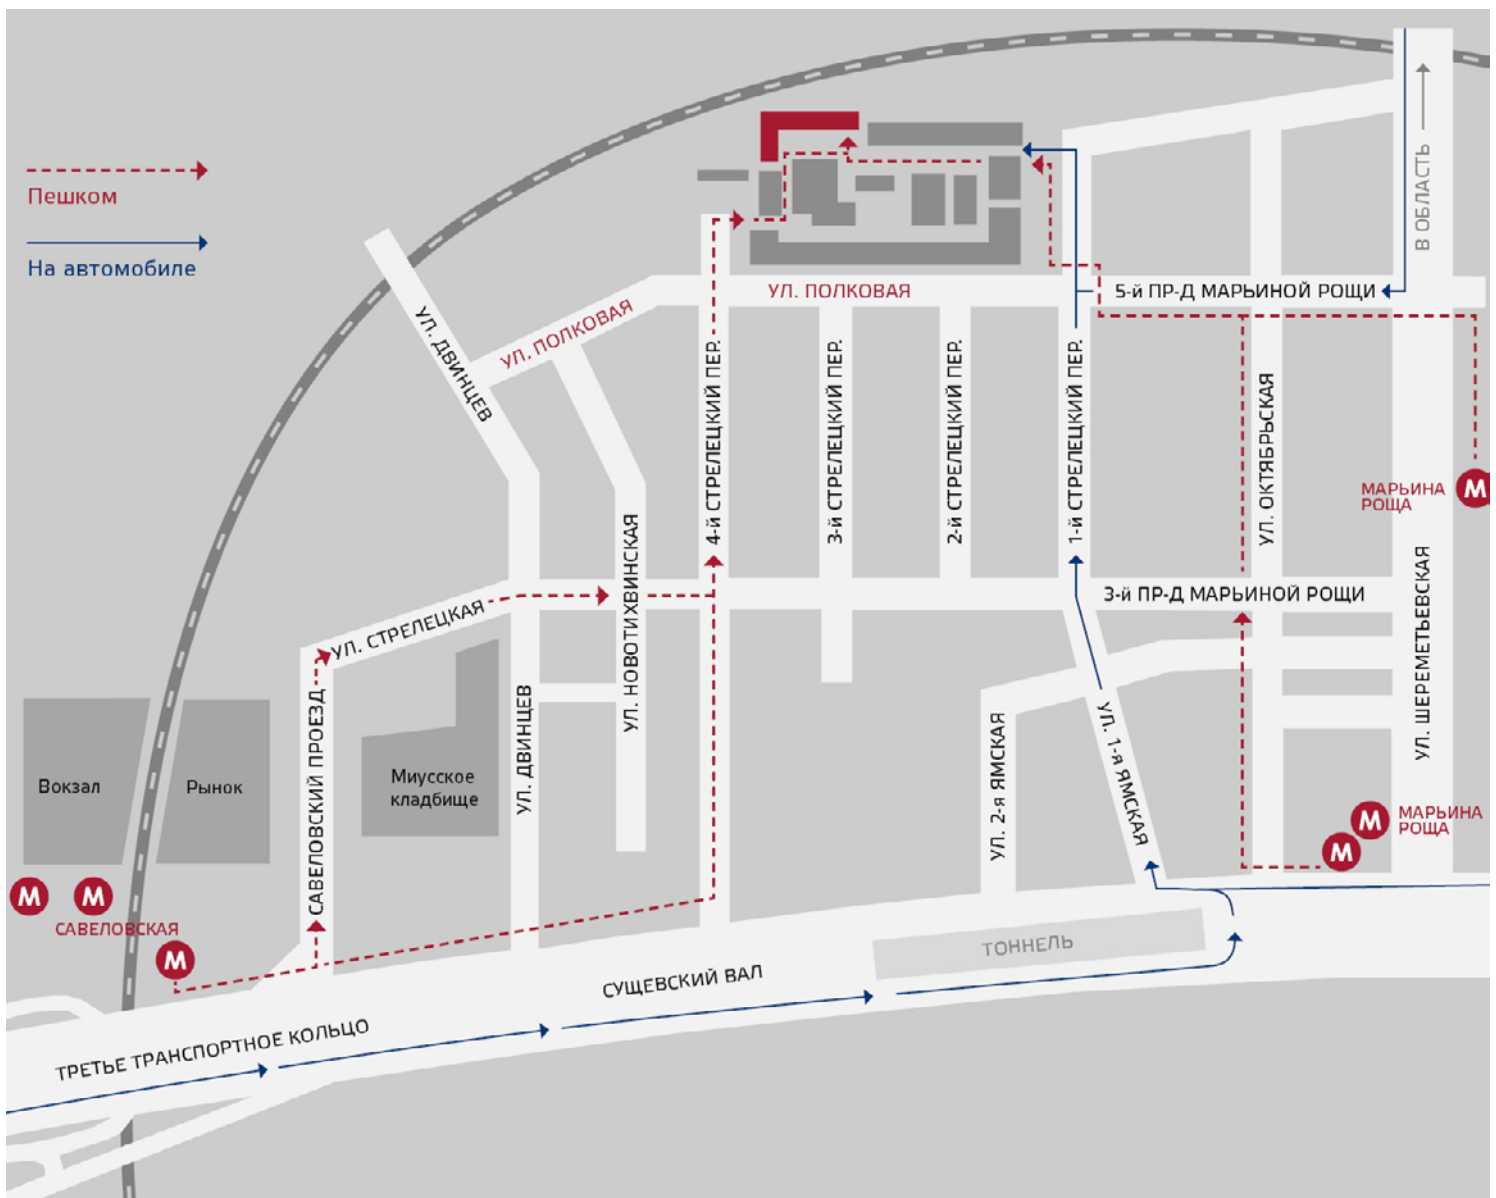 Пешком
На автомобиле
В ОБЛАСТЬ
УЛ. ПОЛКОВАЯ
5-й ПР-Д МАРЬИНОЙ РОЩИ
УЛ. ДВИНЦЕВ
УЛ. ПОЛКОВАЯ
4-й СТРЕЛЕЦКИЙ ПЕР.
3-й СТРЕЛЕЦКИЙ ПЕР.
2-й СТРЕЛЕЦКИЙ ПЕР.
1-й СТРЕЛЕЦКИЙ ПЕР.
УЛ. ОКТЯБРЬСКАЯ
МАРЬИНА
РОЩА
М
УЛ. СТРЕЛЕЦКАЯ
УЛ. НОВОТИХВИНСКАЯ
3-й ПР-Д МАРЬИНОЙ РОЩИ
УЛ. ШЕРЕМЕТЬЕВСКАЯ
Вокзал
Рынок
САВЕЛОВСКИЙ ПРОЕЗД
Миусское
кладбище
УЛ. ДВИНЦЕВ
УЛ. 2-я ЯМСКАЯ
УЛ. 1-я ЯМСКАЯ
М
М
МАРЬИНА
РОЩА
М
М
САВЕЛОВСКАЯ
М
ТОННЕЛЬ
СУЩЕВСКИЙ ВАЛ
ТРЕТЬЕ ТРАНСПОРТНОЕ КОЛЬЦО